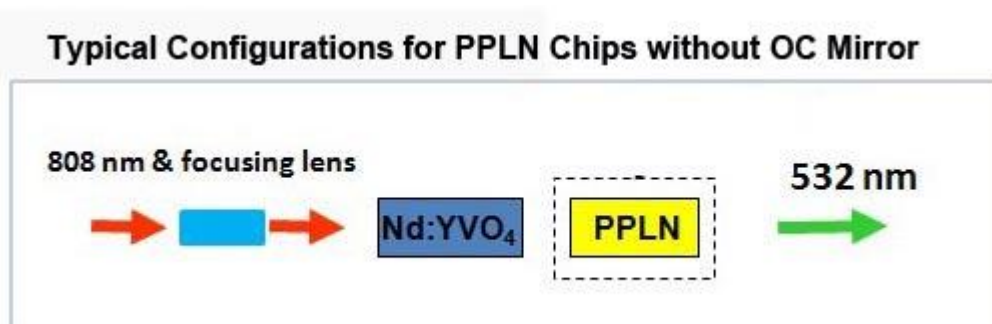 Typical Configurations for PPLN Chips without OC Mirror
808 nm & focusing lens
532 nm
Nd:YVO₄
PPLN